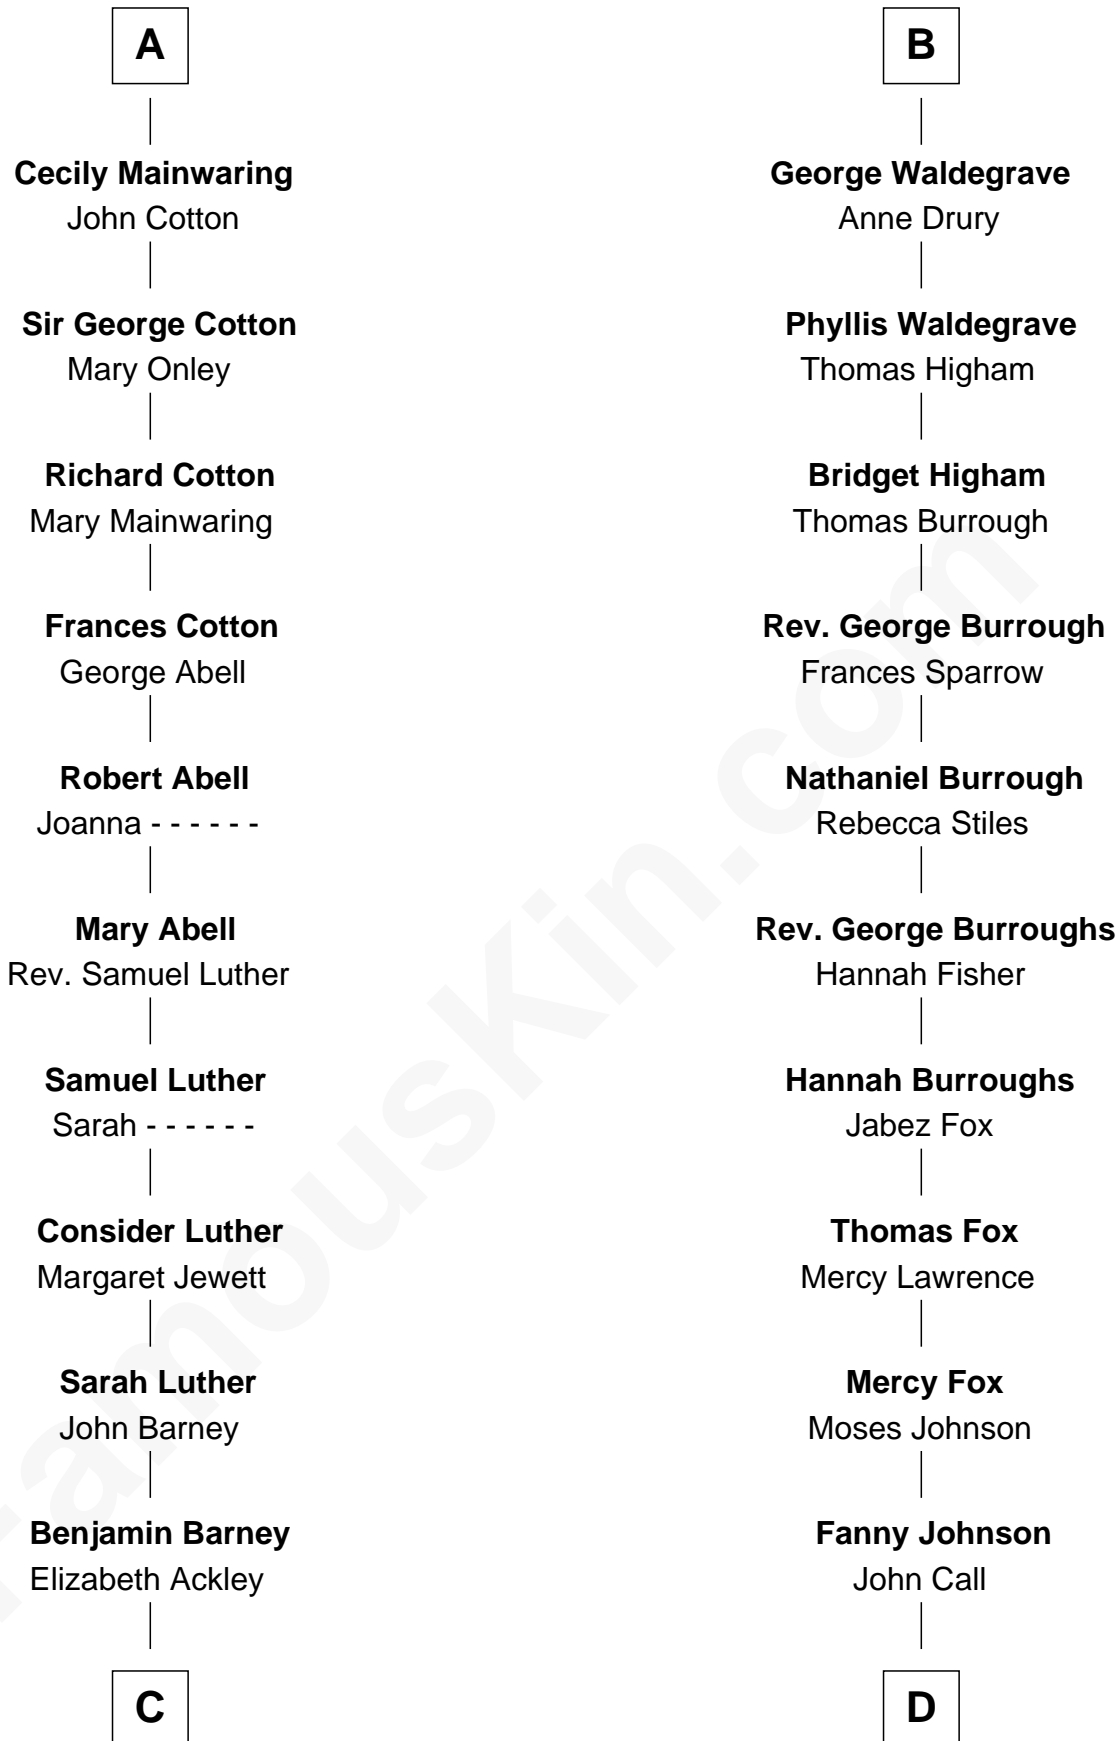 A
Cecily Mainwaring
John Cotton
Sir George Cotton
Mary Onley
Richard Cotton
Mary Mainwaring
Frances Cotton
George Abell
Robert Abell
Joanna - - - - - -
Mary Abell
Rev. Samuel Luther
Samuel Luther
Sarah - - - - - -
Consider Luther
Margaret Jewett
Sarah Luther
John Barney
Benjamin Barney
Elizabeth Ackley
C
B
George Waldegrave
Anne Drury
Phyllis Waldegrave
Thomas Higham
Bridget Higham
Thomas Burrough
Rev. George Burrough
Frances Sparrow
Nathaniel Burrough
Rebecca Stiles
Rev. George Burroughs
Hannah Fisher
Hannah Burroughs
Jabez Fox
Thomas Fox
Mercy Lawrence
Mercy Fox
Moses Johnson
Fanny Johnson
John Call
D
FamousKin.com